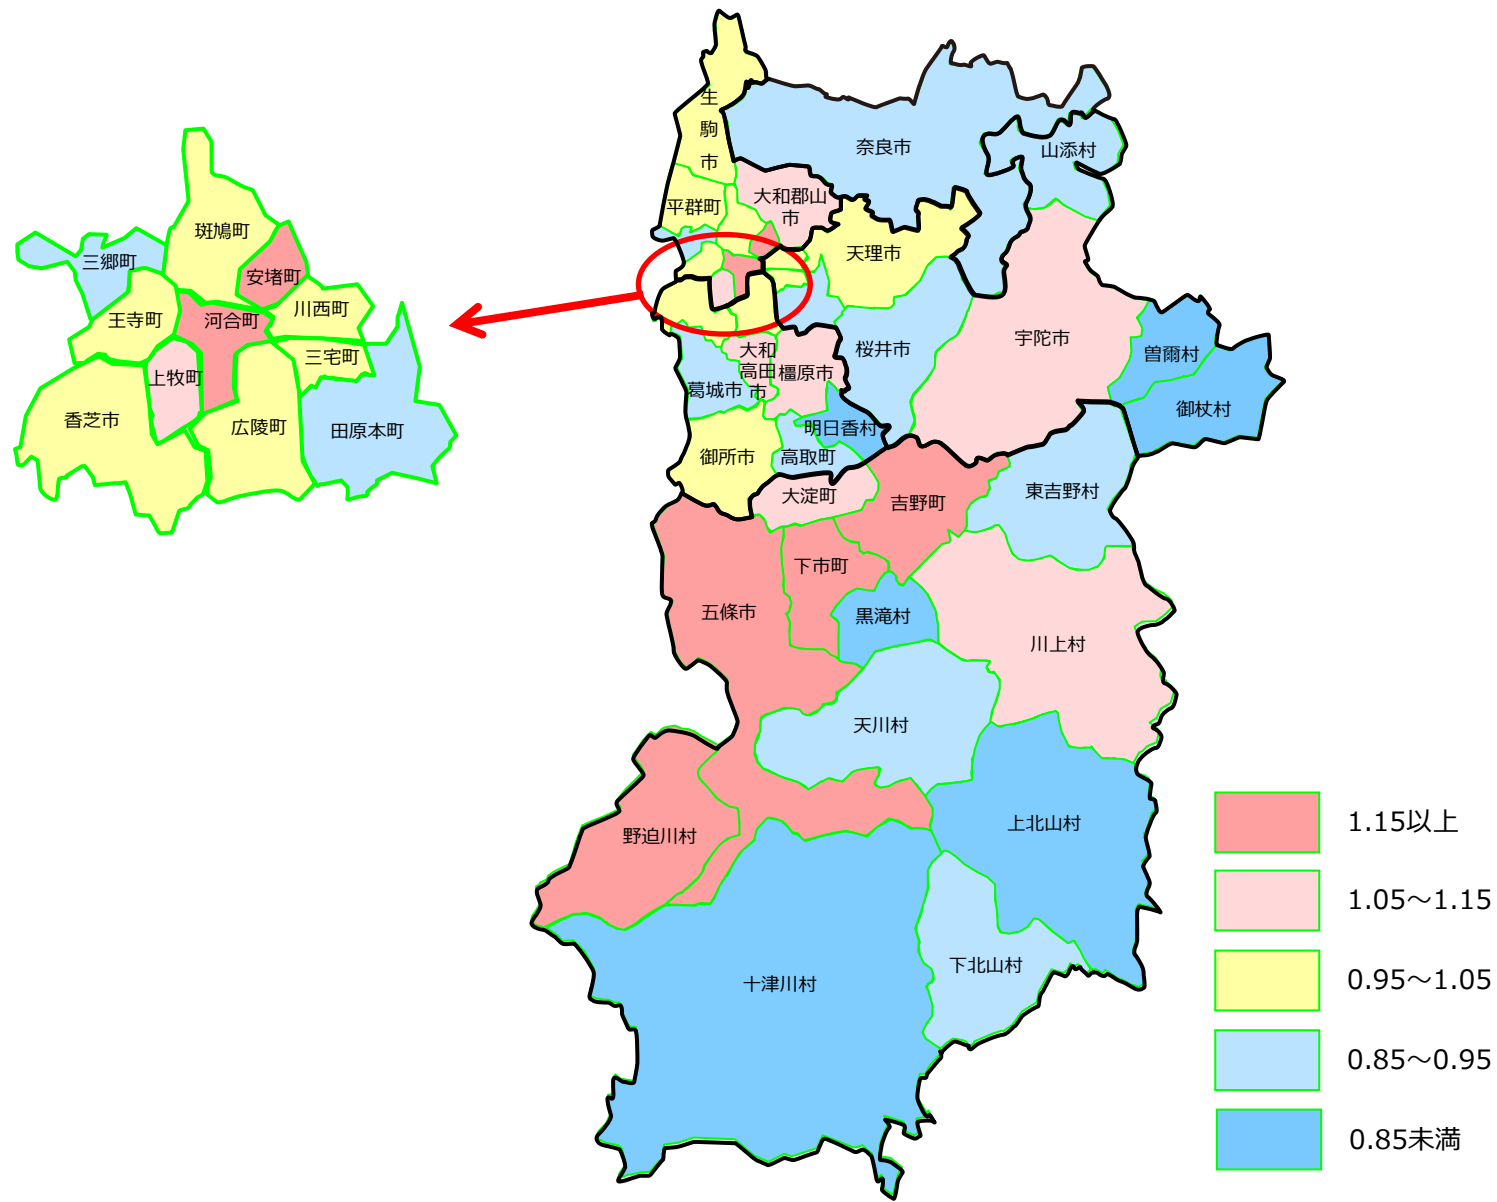 生
駒
市
奈良市
山添村
大和郡山
市
平群町
天理市
斑鳩町
三郷町
安堵町
川西町
王寺町
河合町
三宅町
上牧町
香芝市
広陵町
田原本町
宇陀市
曽爾村
御杖村
桜井市
大和
高田
市
橿原市
葛城市
明日香村
高取町
御所市
大淀町
吉野町
東吉野村
下市町
五條市
黒滝村
川上村
天川村
野迫川村
上北山村
下北山村
十津川村
1.15以上
1.05～1.15
0.95～1.05
0.85～0.95
0.85未満